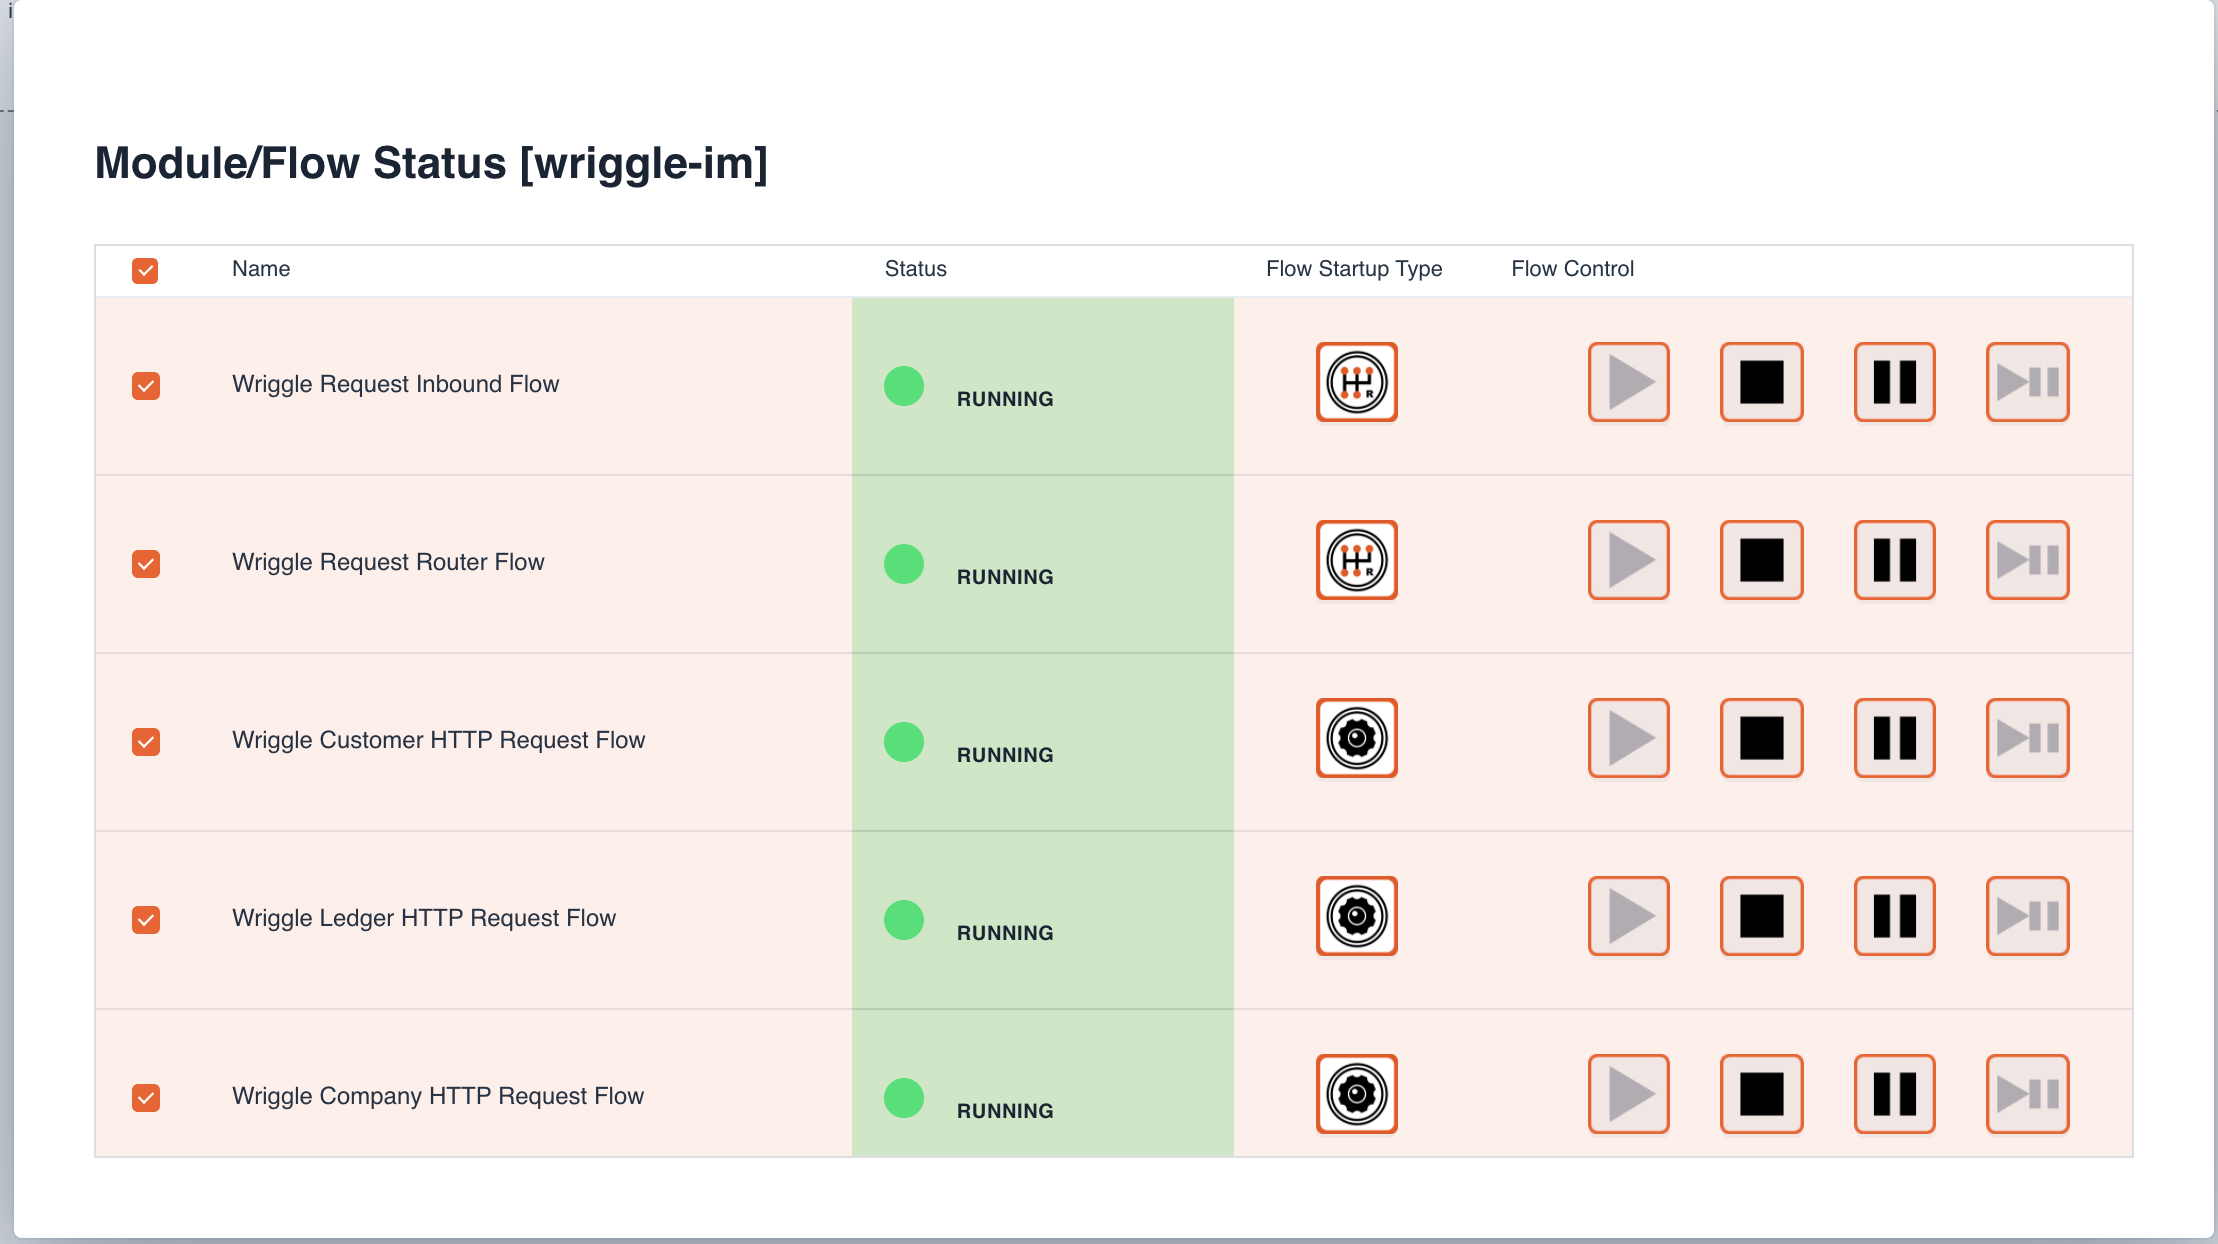 Module/Flow Status [wriggle-im]
Name Status Flow Startup Type Flow Control
Wriggle Request Inbound Flow RUNNING R
Wriggle Request Router Flow RUNNING R
Wriggle Customer HTTP Request Flow RUNNING
Wriggle Ledger HTTP Request Flow RUNNING
Wriggle Company HTTP Request Flow RUNNING